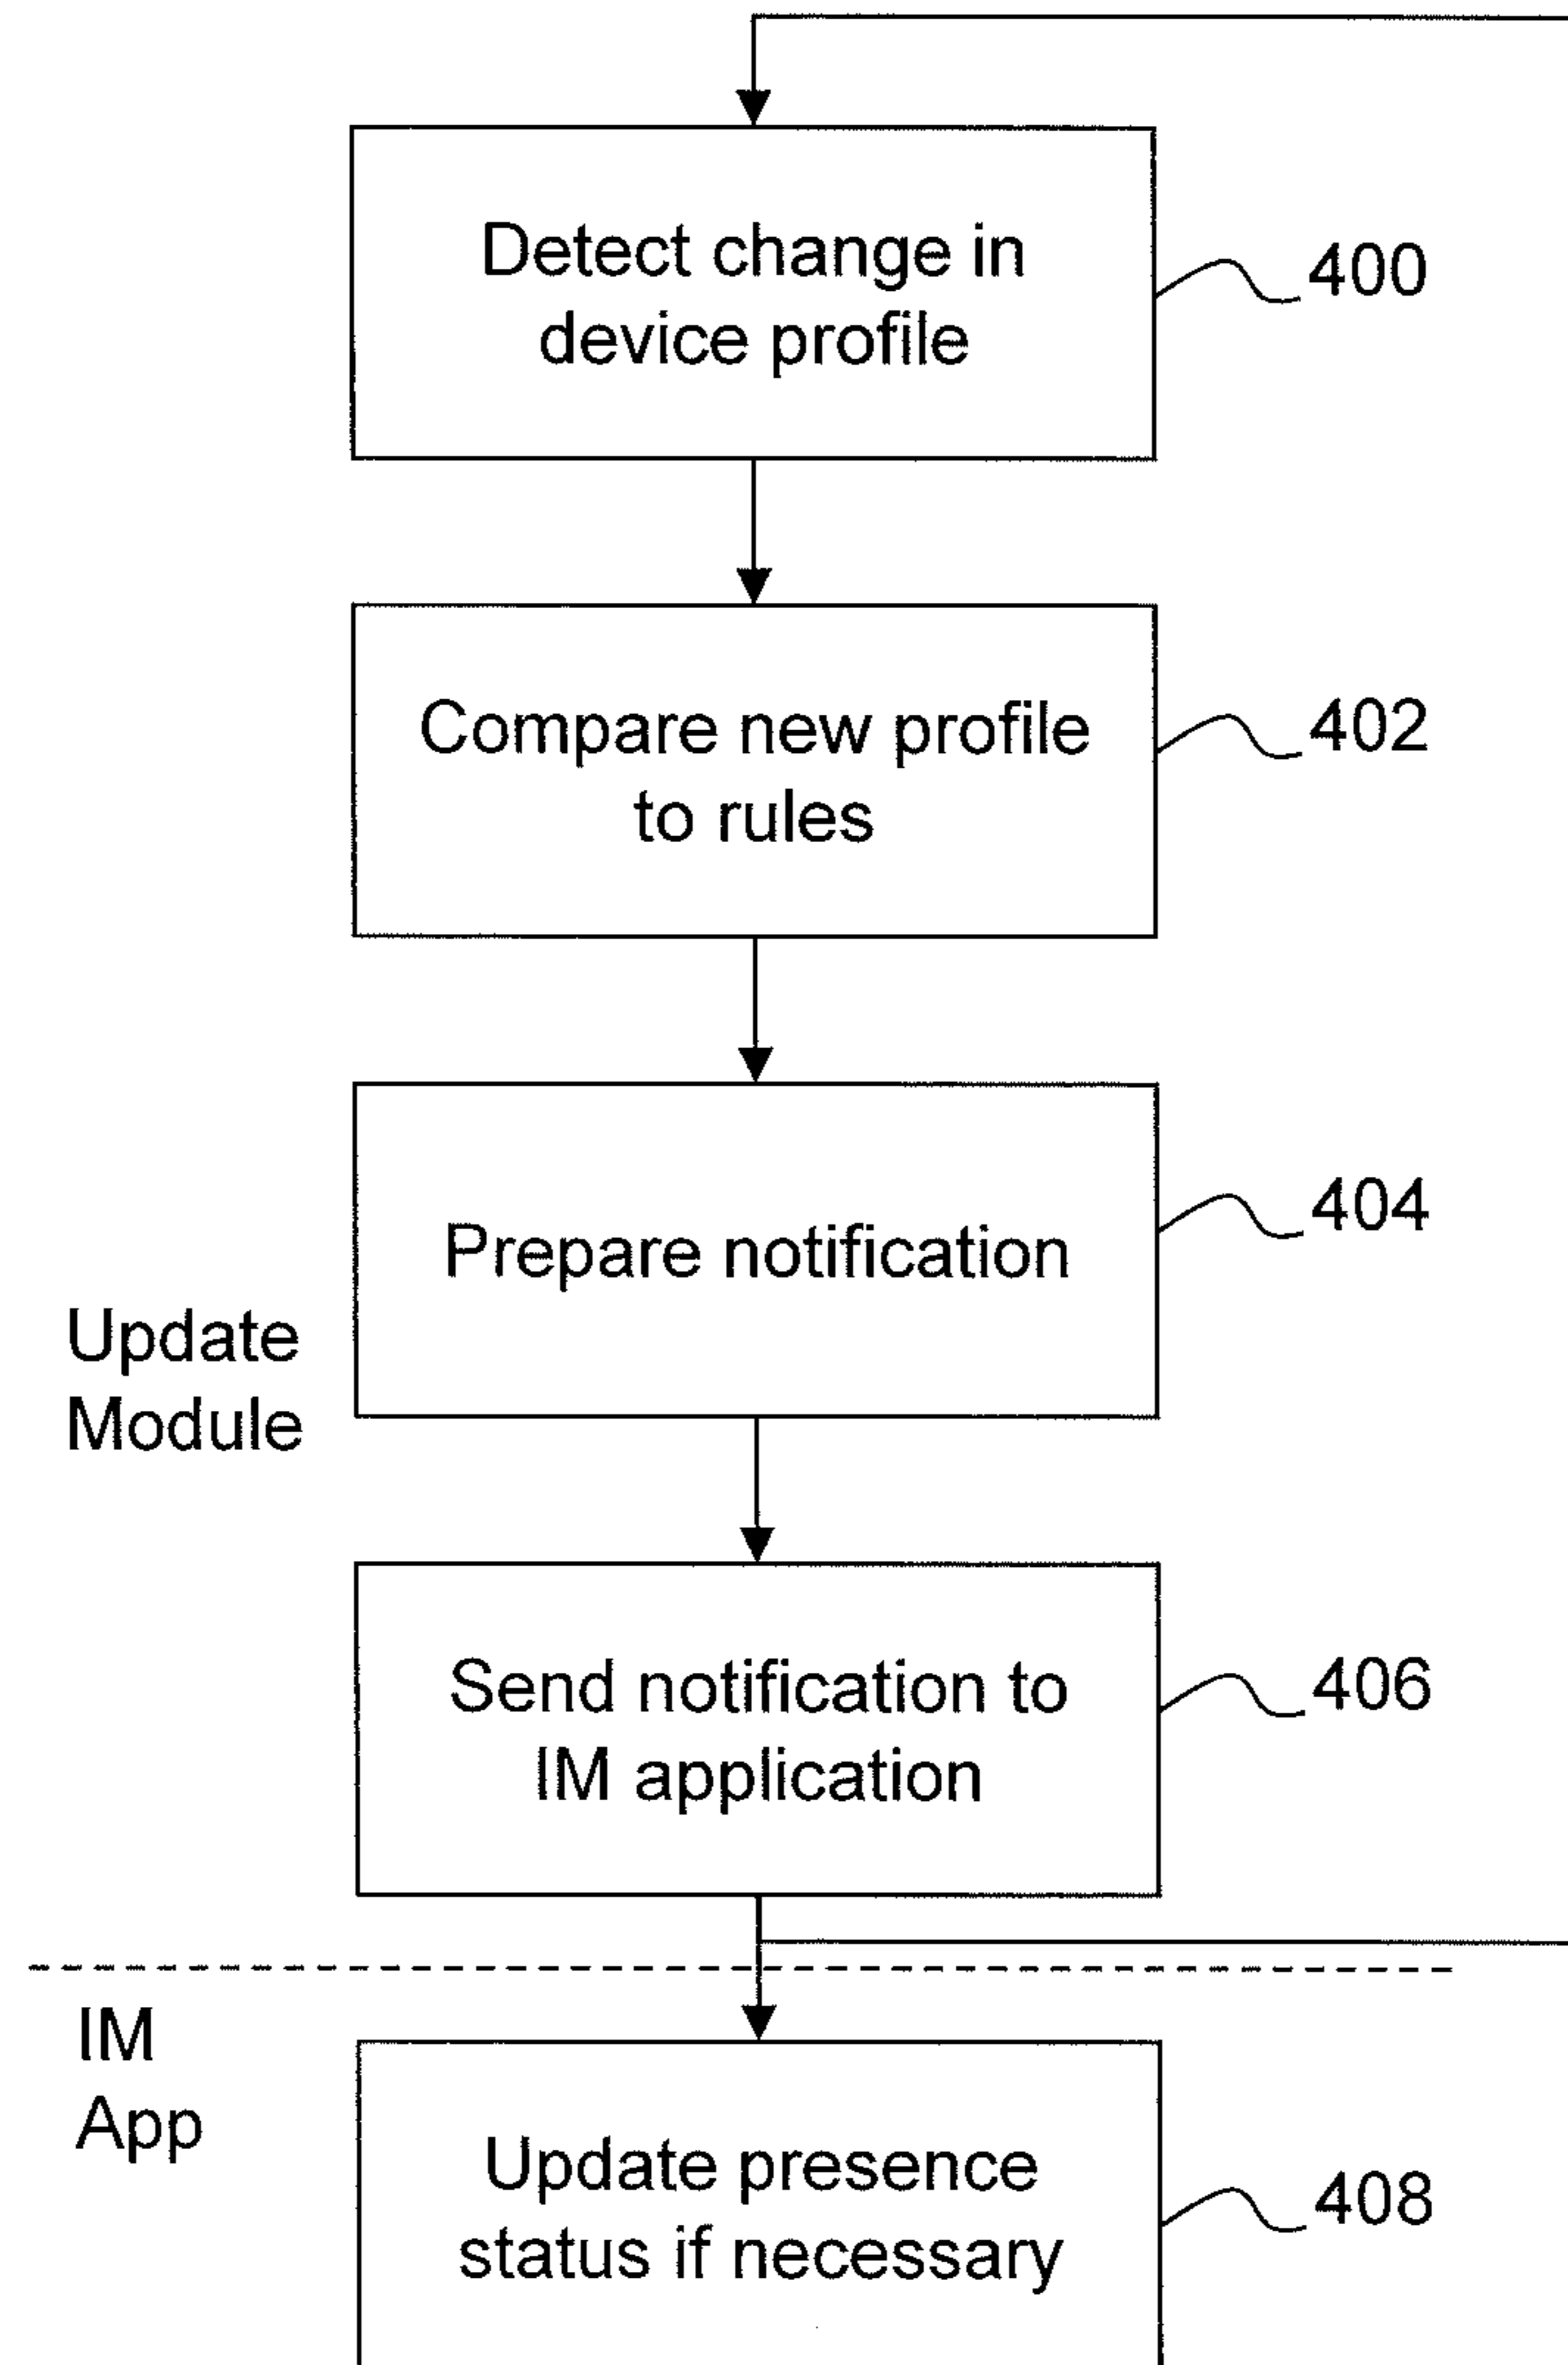 Detect change in
device profile
400
Compare new profile
to rules
402
Prepare notification
404
Update
Module
Send notification to
IM application
406
IM
App
Update presence
status if necessary
408